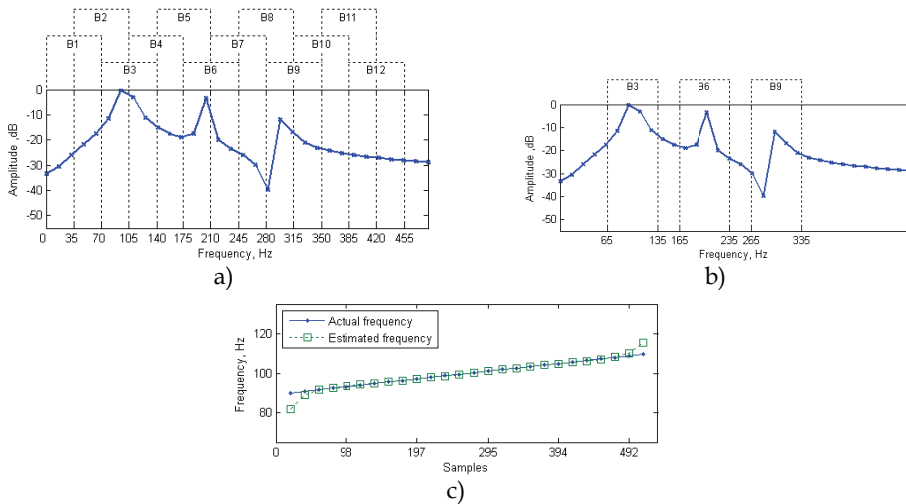 B2 B5 B8 B11
B1 B4 B7 B10
B3 B6 B9 B12
0
-10
-20
-30
-40
-50
Amplitude ,dB
0 35 70 105 140 175 210 245 280 315 350 385 420 455
Frequency, Hz
a)
B3 B6 B9
0
-10
-20
-30
-40
-50
Amplitude ,dB
65 135 165 235 265 335
Frequency, Hz
b)
Actual frequency
Estimated frequency
120
100
80
Frequency, Hz
0 98 197 295 394 492
Samples
c)